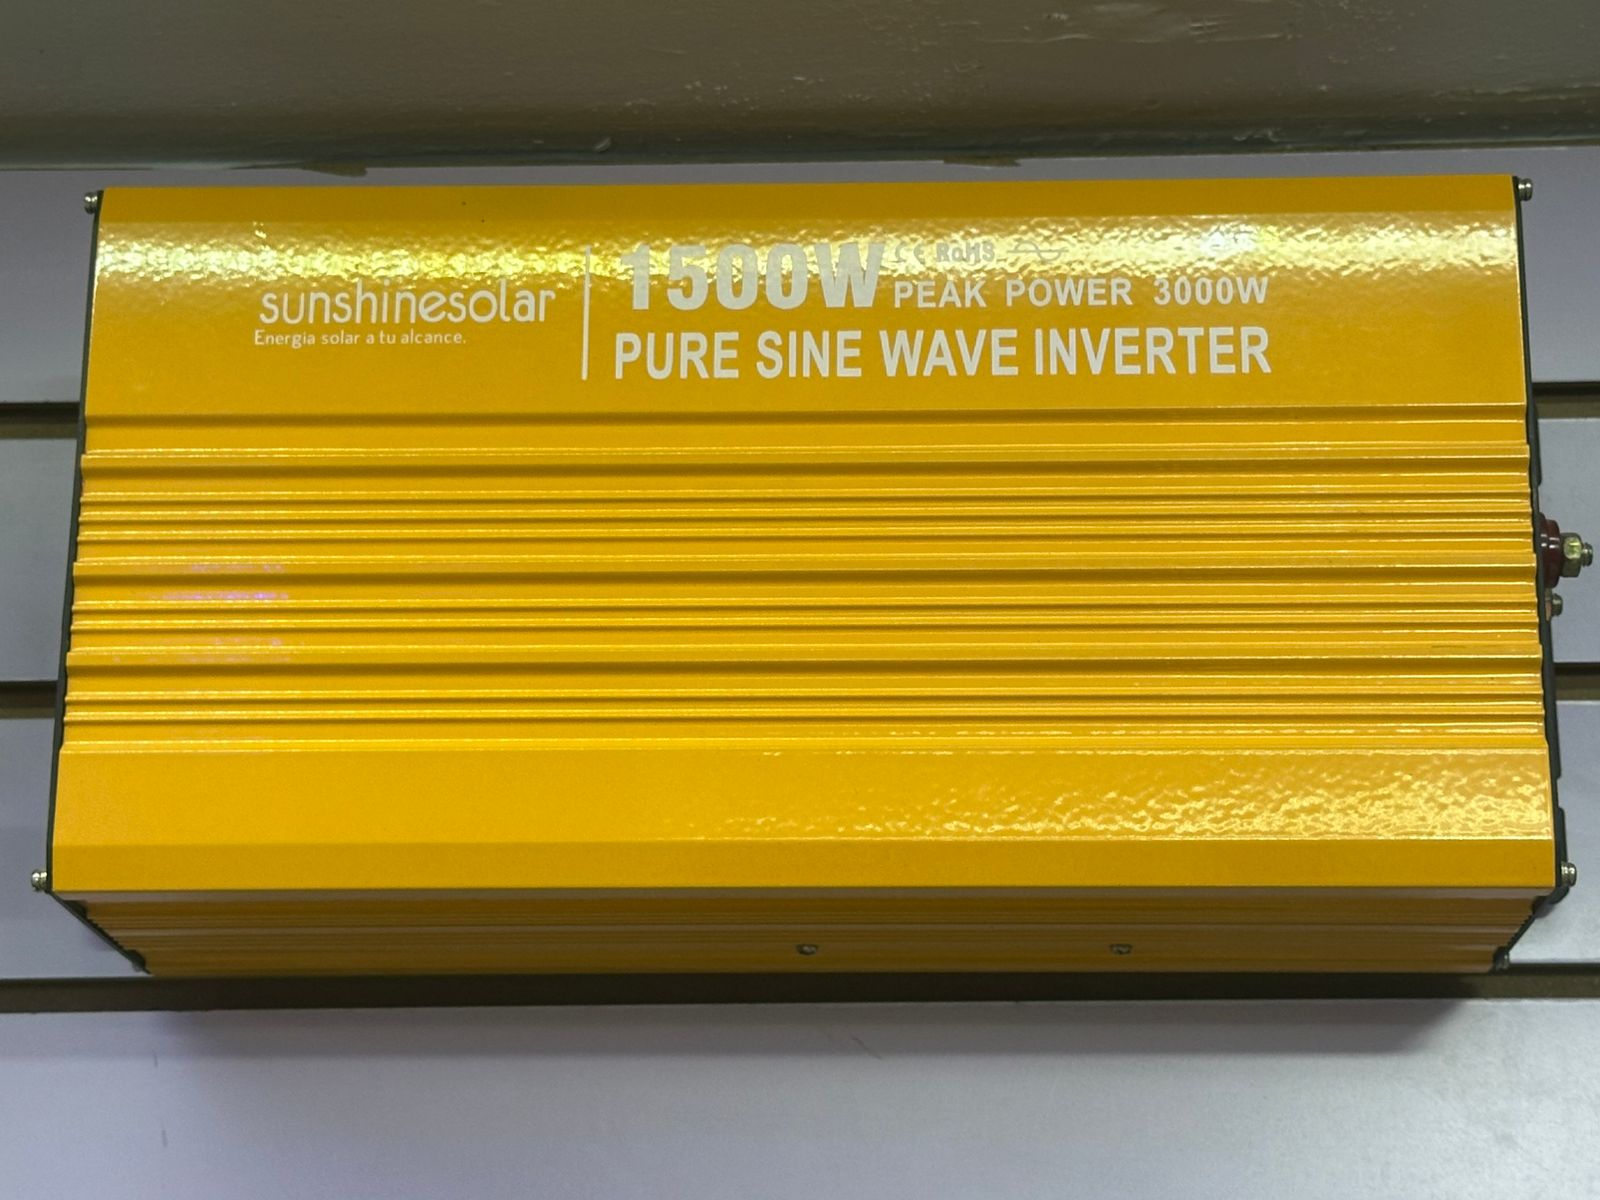 sunshinesolar
Energia solar a tu alcance.
1500W CE RoHS
PEAK POWER 3000W
PURE SINE WAVE INVERTER